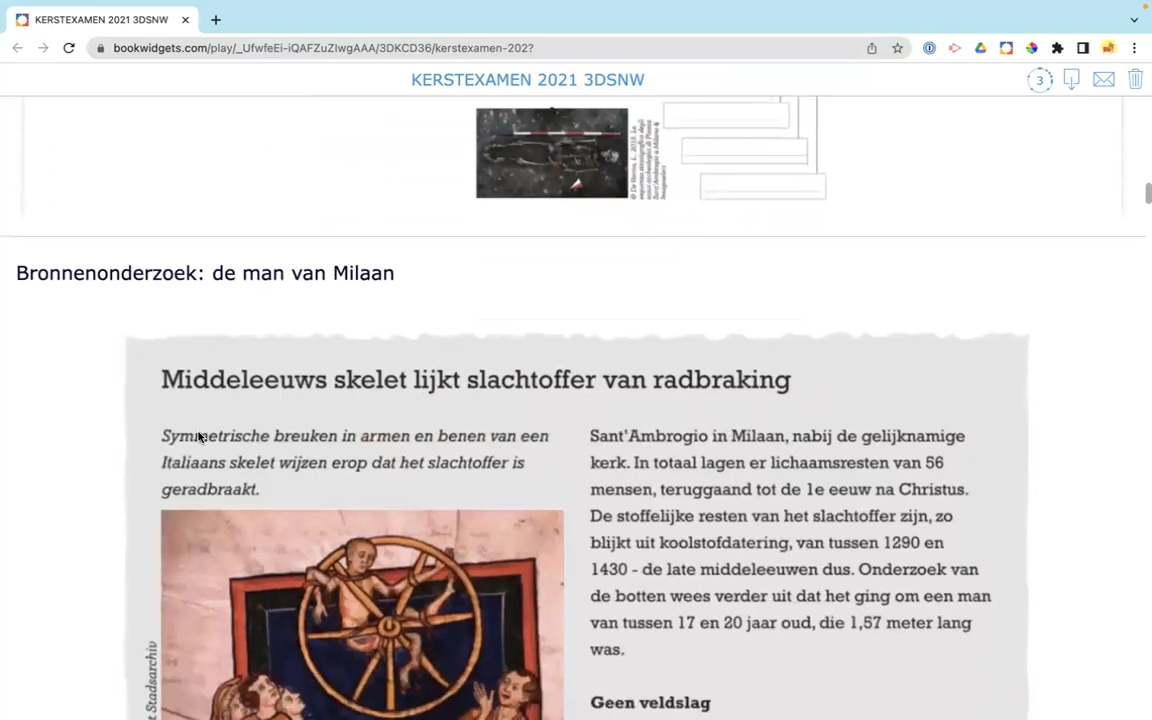 KERSTEXAMEN 2021 3DSNW
bookwidgets.com/play/_UfwfeEi-iQAFZuZIwgAAA/3DKCD36/kerstexamen-202?
KERSTEXAMEN 2021 3DSNW
3
Bronnenonderzoek: de man van Milaan
Middeleeuws skelet lijkt slachtoffer van radbraking
Symmetrische breuken in armen en benen van een
Italiaans skelet wijzen erop dat het slachtoffer is
geradbraakt.
t Stadsarchiv
Sant'Ambrogio in Milaan, nabij de gelijknamige
kerk. In totaal lagen er lichaamsresten van 56
mensen, teruggaand tot de 1e eeuw na Christus.
De stoffelijke resten van het slachtoffer zijn, zo
blijkt uit koolstofdatering, van tussen 1290 en
1430 - de late middeleeuwen dus. Onderzoek van
de botten wees verder uit dat het ging om een man
van tussen 17 en 20 jaar oud, die 1,57 meter lang
was.
Geen veldslag